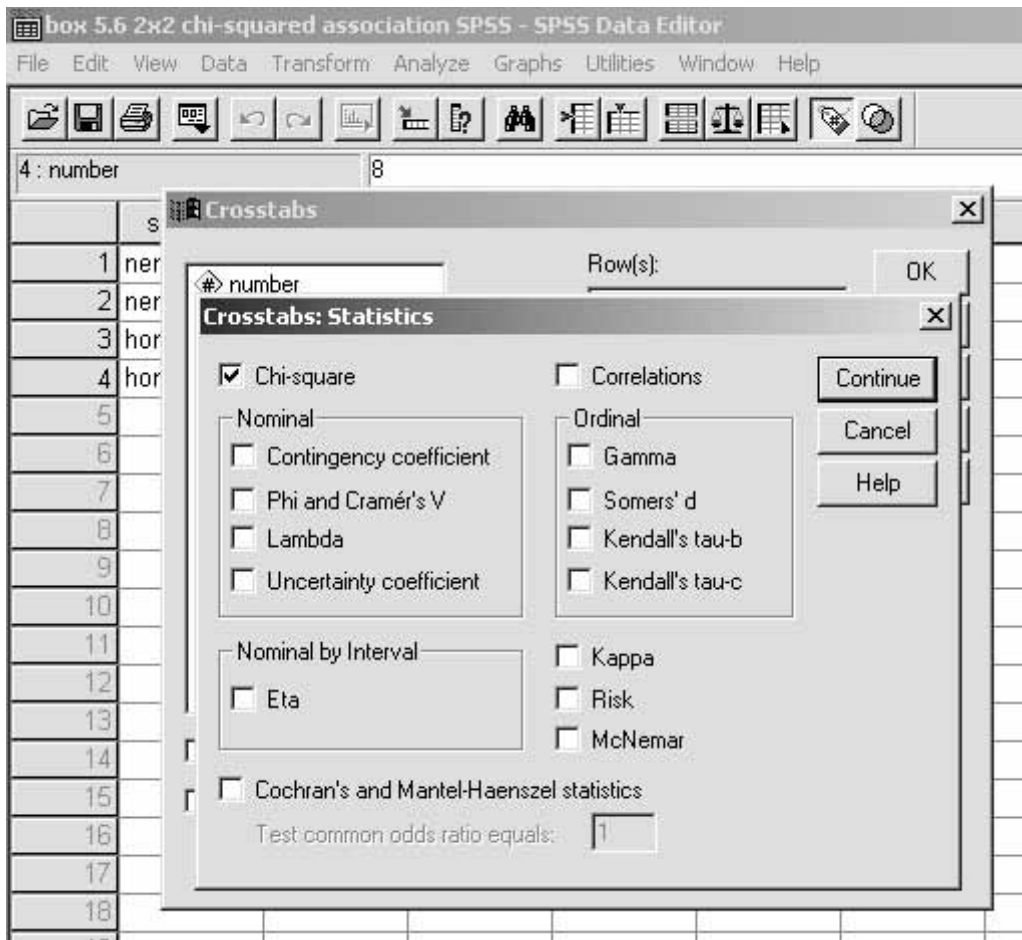 box 5.6 2x2 chi-squared association SPSS - SPSS Data Editor
File Edit View Data Transform Analyze Graphs Utilities Window Help
4 : number 8
Crosstabs
s
1 ner
number
Row(s):
OK
2 ner
Crosstabs: Statistics
3 hor
4 hor
Chi-square
Correlations
Continue
5
Nominal
Ordinal
Cancel
6
Contingency coefficient
Gamma
Help
7
Phi and Cramér's V
Somers' d
8
Lambda
Kendall's tau-b
9
Uncertainty coefficient
Kendall's tau-c
10
11
Nominal by Interval
Kappa
12
Eta
Risk
13
McNemar
14
15
Cochran's and Mantel-Haenszel statistics
16
Test common odds ratio equals: 1
17
18